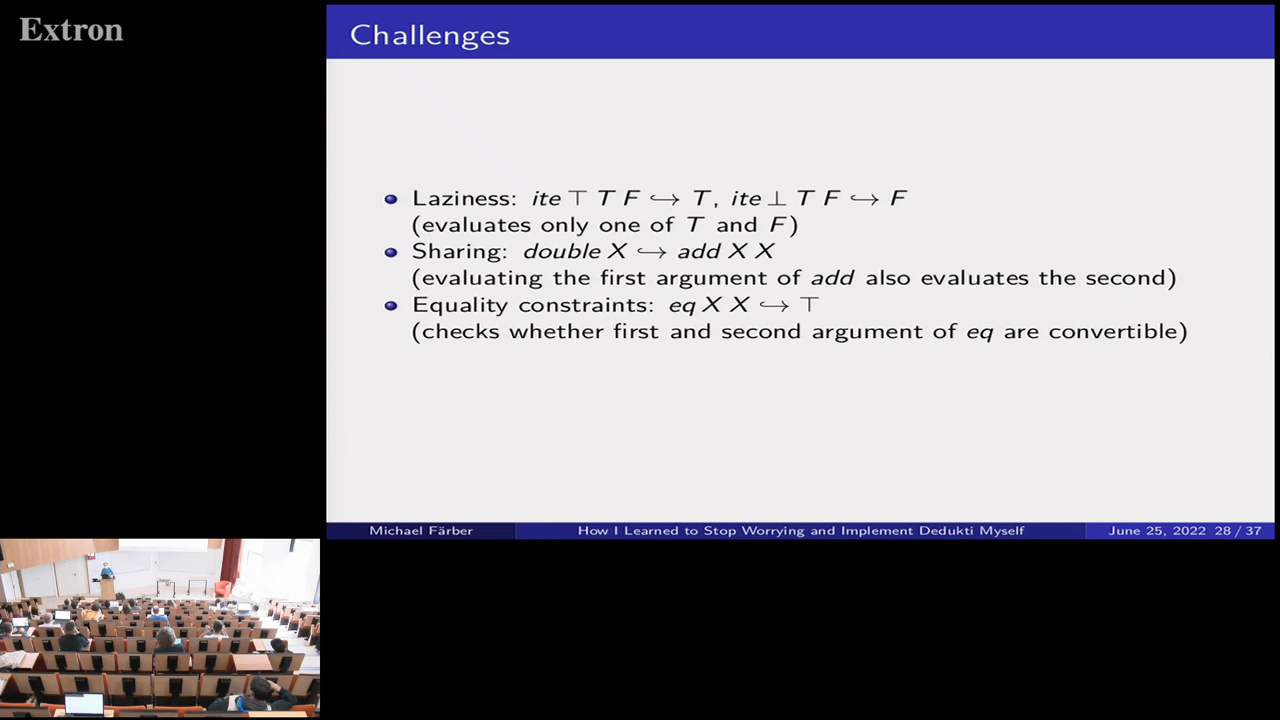 Extron
Challenges
Laziness: ite ⊤ T F ↪ T, ite ⊥ T F ↪ F
(evaluates only one of T and F)
Sharing: double X ↪ add X X
(evaluating the first argument of add also evaluates the second)
Equality constraints: eq X X ↪ ⊤
(checks whether first and second argument of eq are convertible)
Michael Färber How I Learned to Stop Worrying and Implement Dedukti Myself June 25, 2022 28 / 37